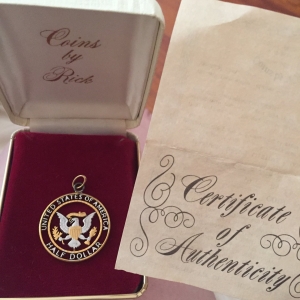 Coins
by
Rick
UNITED STATES OF AMERICA
HALF DOLLAR
Certificate
of
Authenticity